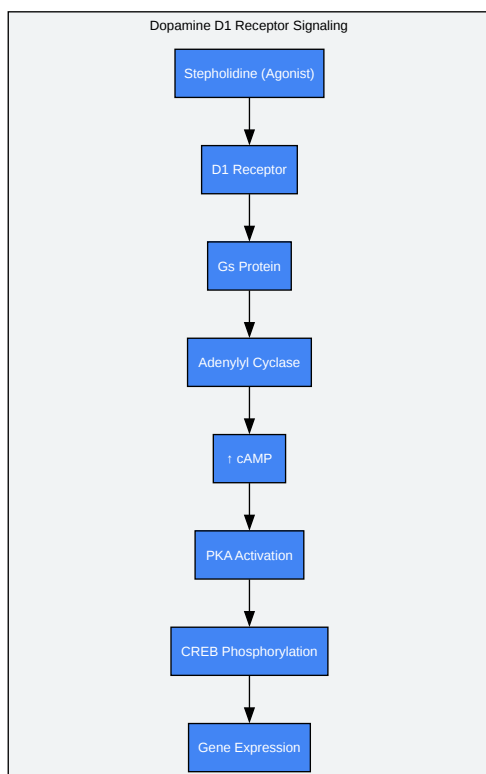 Dopamine D1 Receptor Signaling
Stepholidine (Agonist)
D1 Receptor
Gs Protein
Adenylyl Cyclase
↑ cAMP
PKA Activation
CREB Phosphorylation
Gene Expression